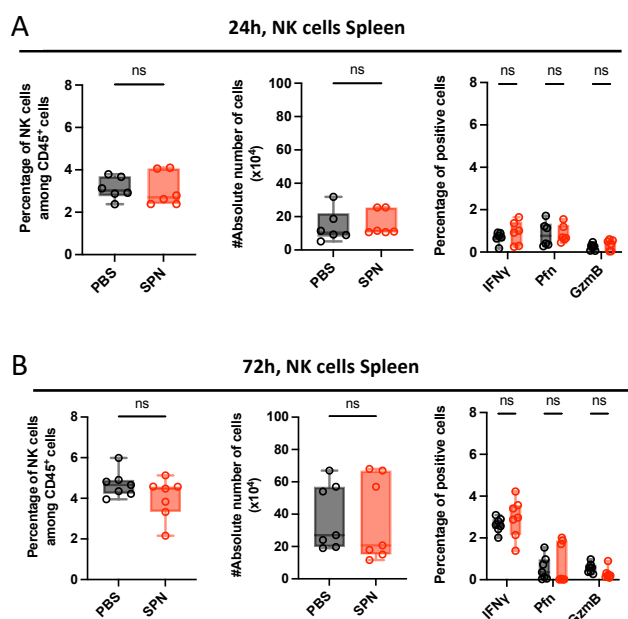 A
24h, NK cells Spleen
Percentage of NK cells
among CD45⁺ cells
8
6
4
2
0
ns
PBS
SPN
#Absolute number of cells
(x10⁴)
100
80
60
40
20
0
ns
PBS
SPN
Percentage of positive cells
8
6
4
2
0
ns
ns
ns
IFNγ
Pfn
GzmB
B
72h, NK cells Spleen
Percentage of NK cells
among CD45⁺ cells
8
6
4
2
0
ns
PBS
SPN
#Absolute number of cells
(x10⁴)
100
80
60
40
20
0
ns
PBS
SPN
Percentage of positive cells
8
6
4
2
0
ns
ns
ns
IFNγ
Pfn
GzmB